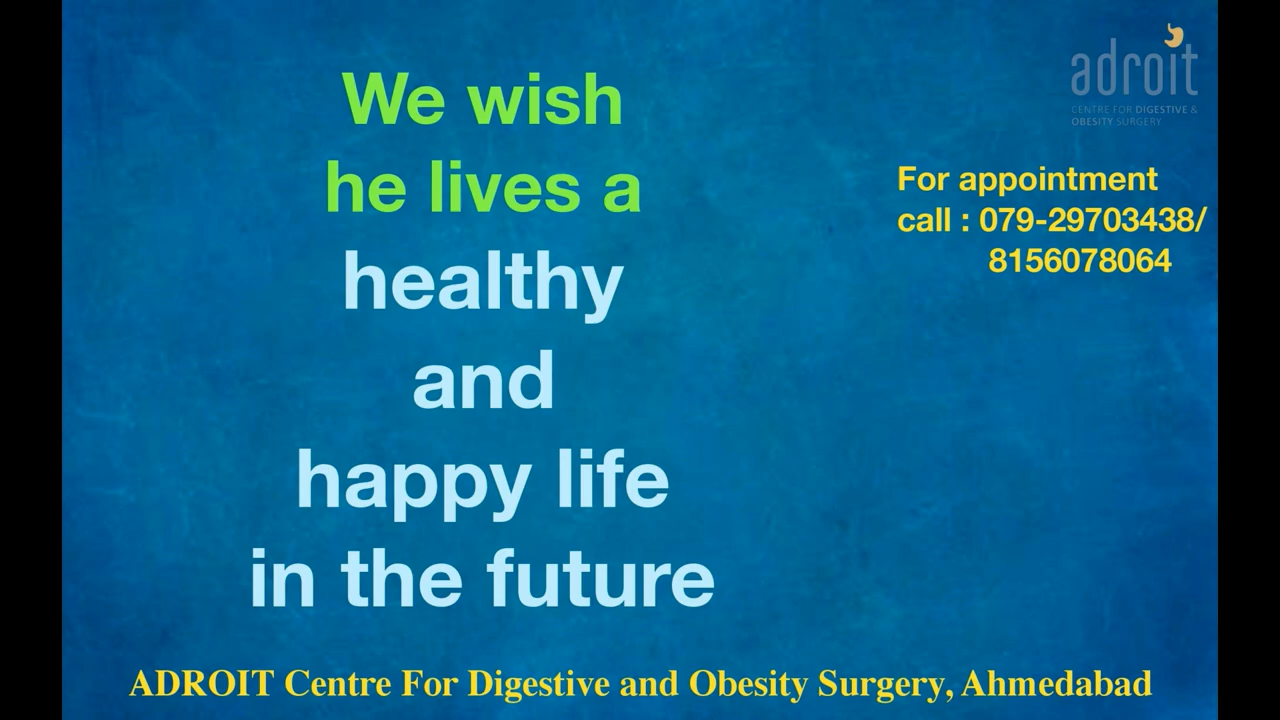 We wish
he lives a
healthy
and
happy life
in the future
adroit
CENTRE FOR DIGESTIVE &
OBESITY SURGERY
For appointment
call : 079-29703438/
8156078064
ADROIT Centre For Digestive and Obesity Surgery, Ahmedabad